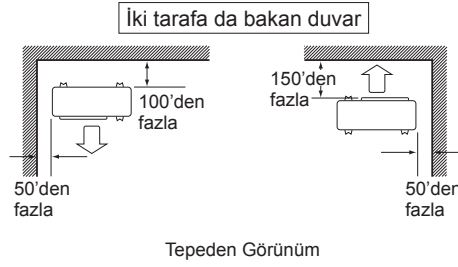 İki tarafa da bakan duvar
100’den
fazla
150’den
fazla
50’den
fazla
50’den
fazla
Tepeden Görünüm